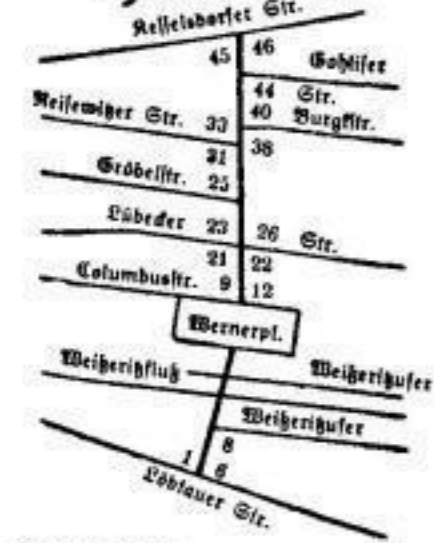 Kesselsdorfer Str.
45 46
Gohliser
44 Str.
Reisewitzer Str. 33
40 Burgkstr.
31 38
Gröbelstr. 25
Lübecker 23 26 Str.
21 22
Columbusstr. 9 12
Wernerpl.
Weißeritzfluß Weißeritzufer
Weißeritzufer
8
1 6
Löbtauer Str.